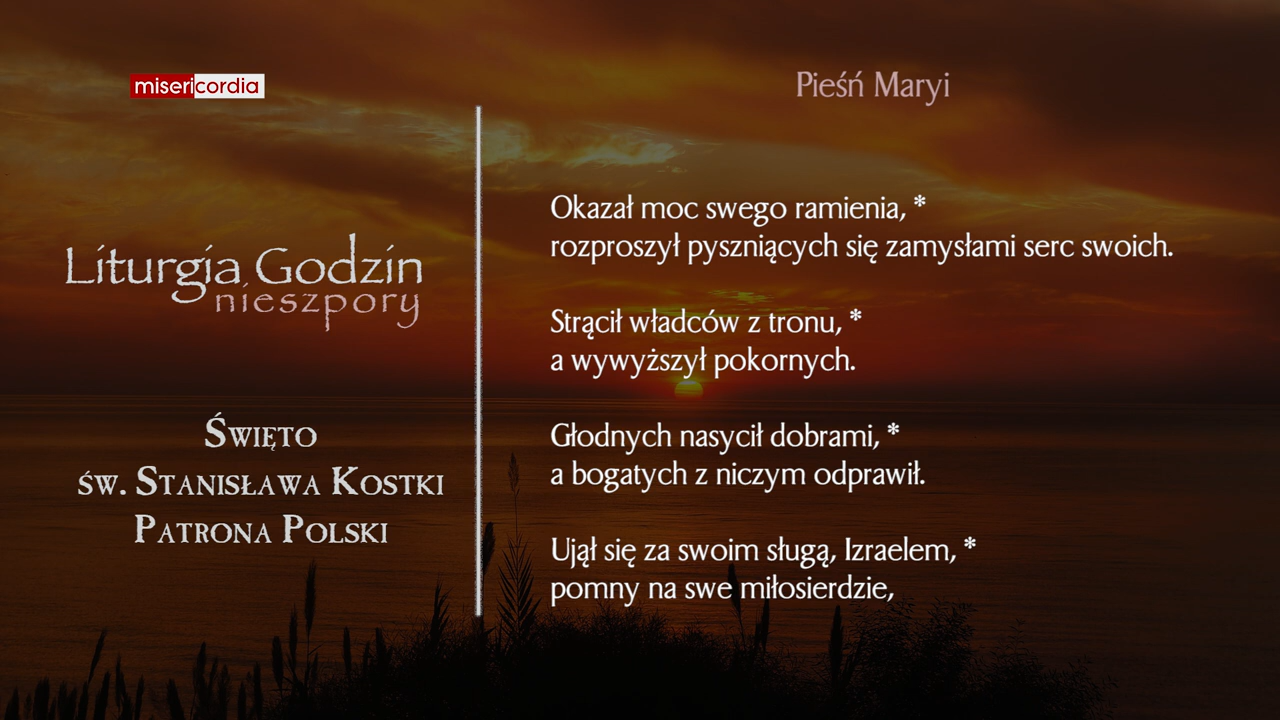 misericordia
Liturgia Godzin
nieszpory
Święto
św. Stanisława Kostki
Patrona Polski
Pieśń Maryi
Okazał moc swego ramienia, *
rozproszył pyszniących się zamysłami serc swoich.
Strącił władców z tronu, *
a wywyższył pokornych.
Głodnych nasycił dobrami, *
a bogatych z niczym odprawił.
Ujął się za swoim sługą, Izraelem, *
pomny na swe miłosierdzie,